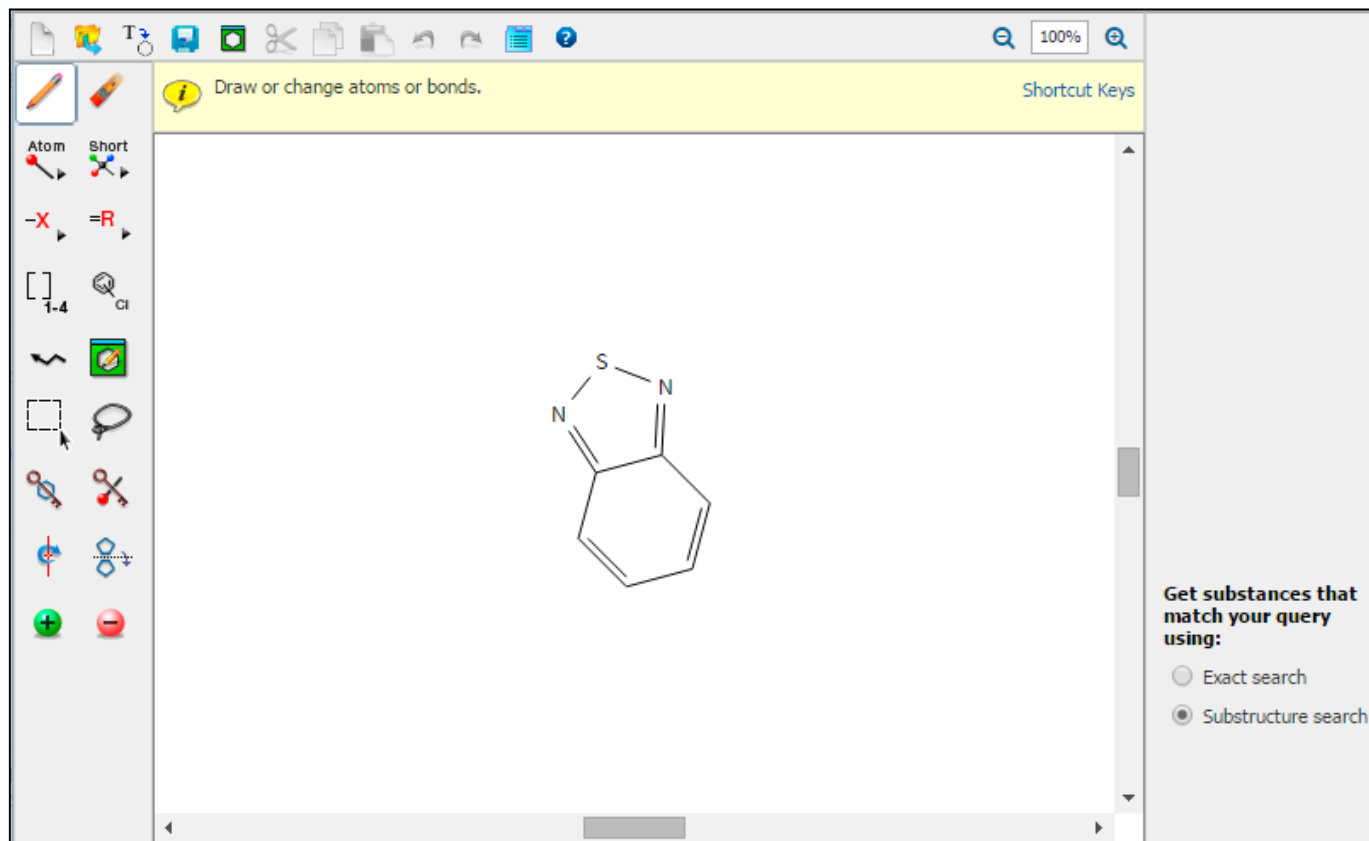 T
100%
Draw or change atoms or bonds.
Shortcut Keys
Atom
Short
-X
=R
[ ]1-4
Cl
S
N
N
Get substances that
match your query
using:
Exact search
Substructure search